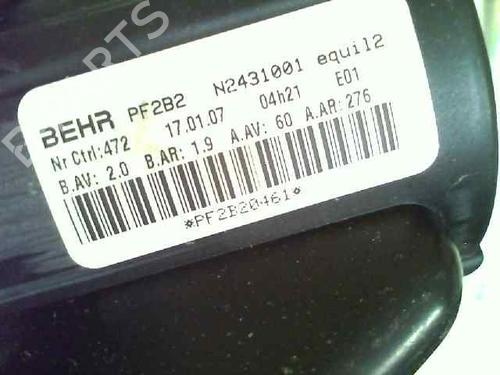 PARTS
BEHR PF2B2 N2431001 equil2
Nr Ctrl:472 17.01.07 04h21 E01
B.AV: 2.0 B.AR: 1.9 A.AV: 60 A.AR: 276
*PF2B20461*